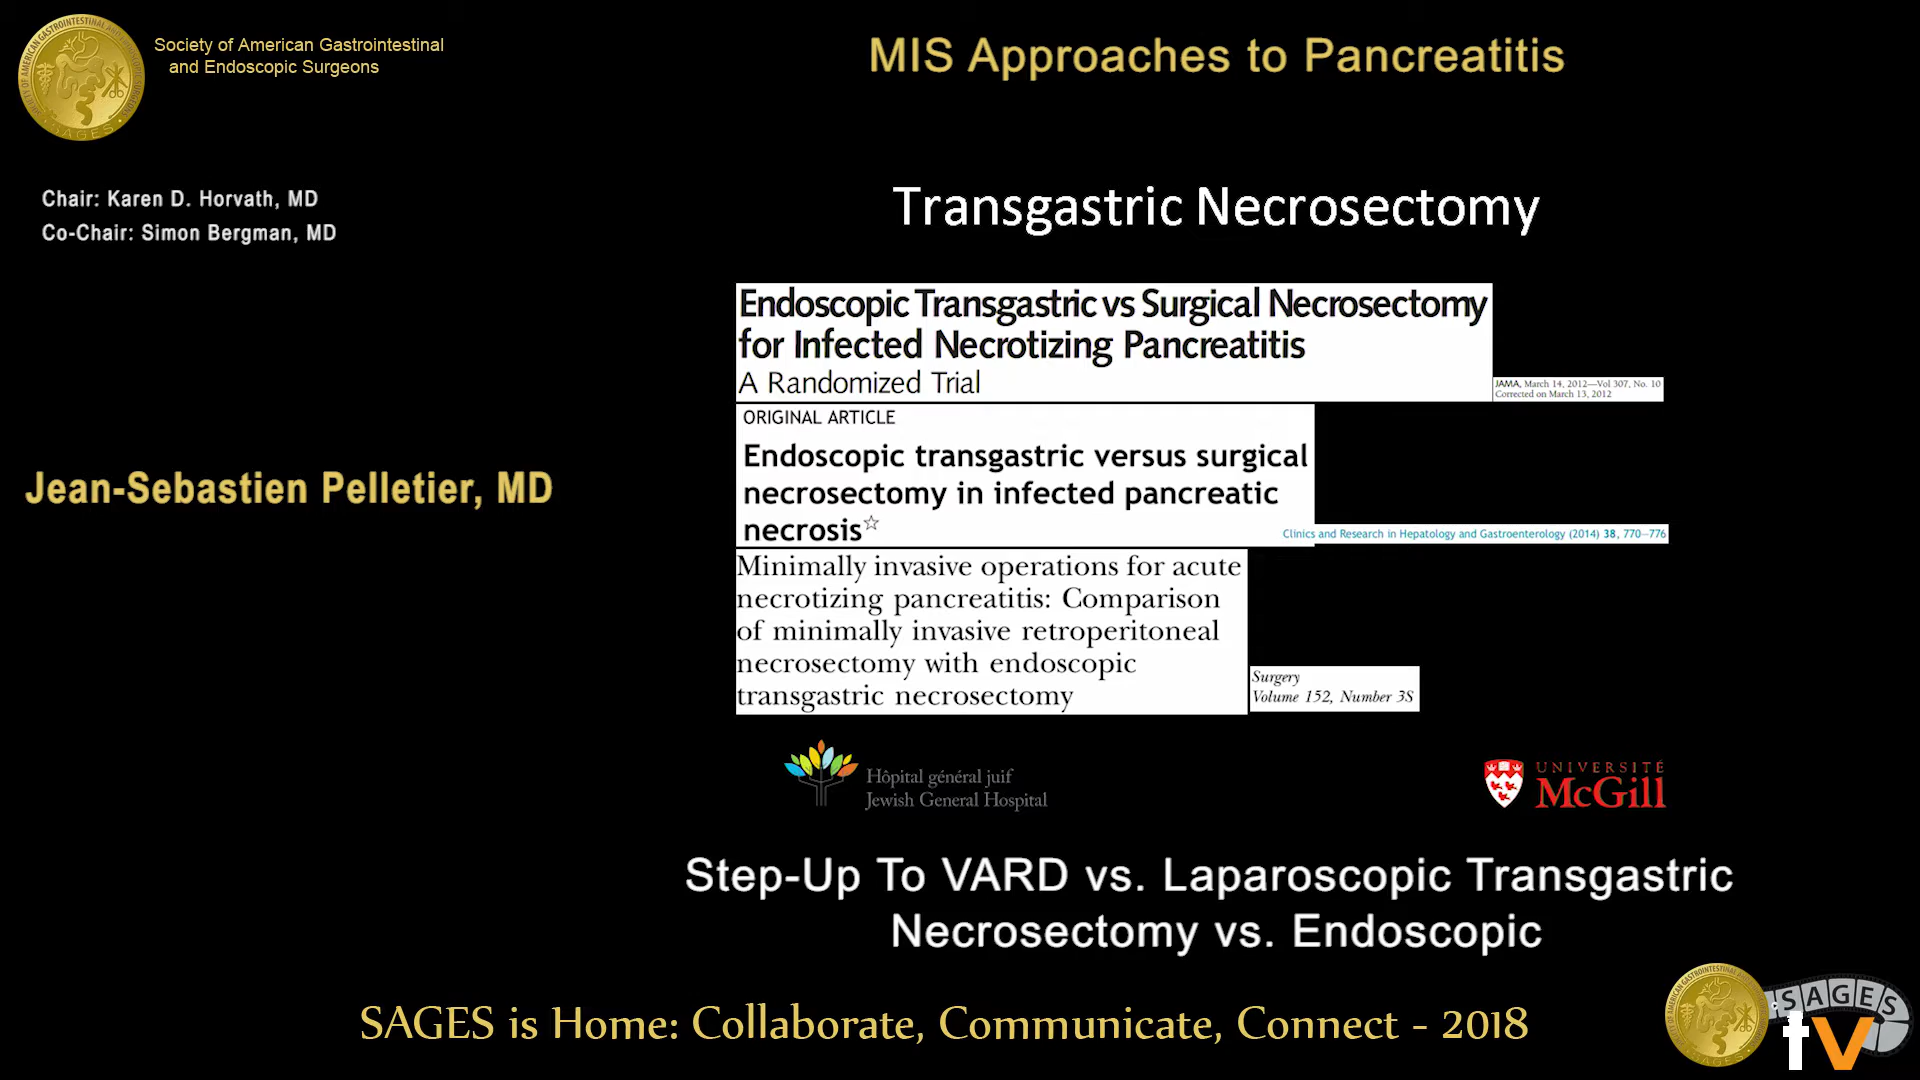 Society of American Gastrointestinal
and Endoscopic Surgeons
MIS Approaches to Pancreatitis
Chair: Karen D. Horvath, MD
Co-Chair: Simon Bergman, MD
Transgastric Necrosectomy
Endoscopic Transgastric vs Surgical Necrosectomy
for Infected Necrotizing Pancreatitis
A Randomized Trial
JAMA, March 14, 2012—Vol 307, No. 10
Corrected on March 13, 2012
ORIGINAL ARTICLE
Endoscopic transgastric versus surgical
necrosectomy in infected pancreatic
necrosis☆
Clinics and Research in Hepatology and Gastroenterology (2014) 38, 770–776
Jean-Sebastien Pelletier, MD
Minimally invasive operations for acute
necrotizing pancreatitis: Comparison
of minimally invasive retroperitoneal
necrosectomy with endoscopic
transgastric necrosectomy
Surgery
Volume 152, Number 3S
Hôpital général juif
Jewish General Hospital
UNIVERSITÉ
McGill
Step-Up To VARD vs. Laparoscopic Transgastric
Necrosectomy vs. Endoscopic
SAGES is Home: Collaborate, Communicate, Connect - 2018
SAGES
tv